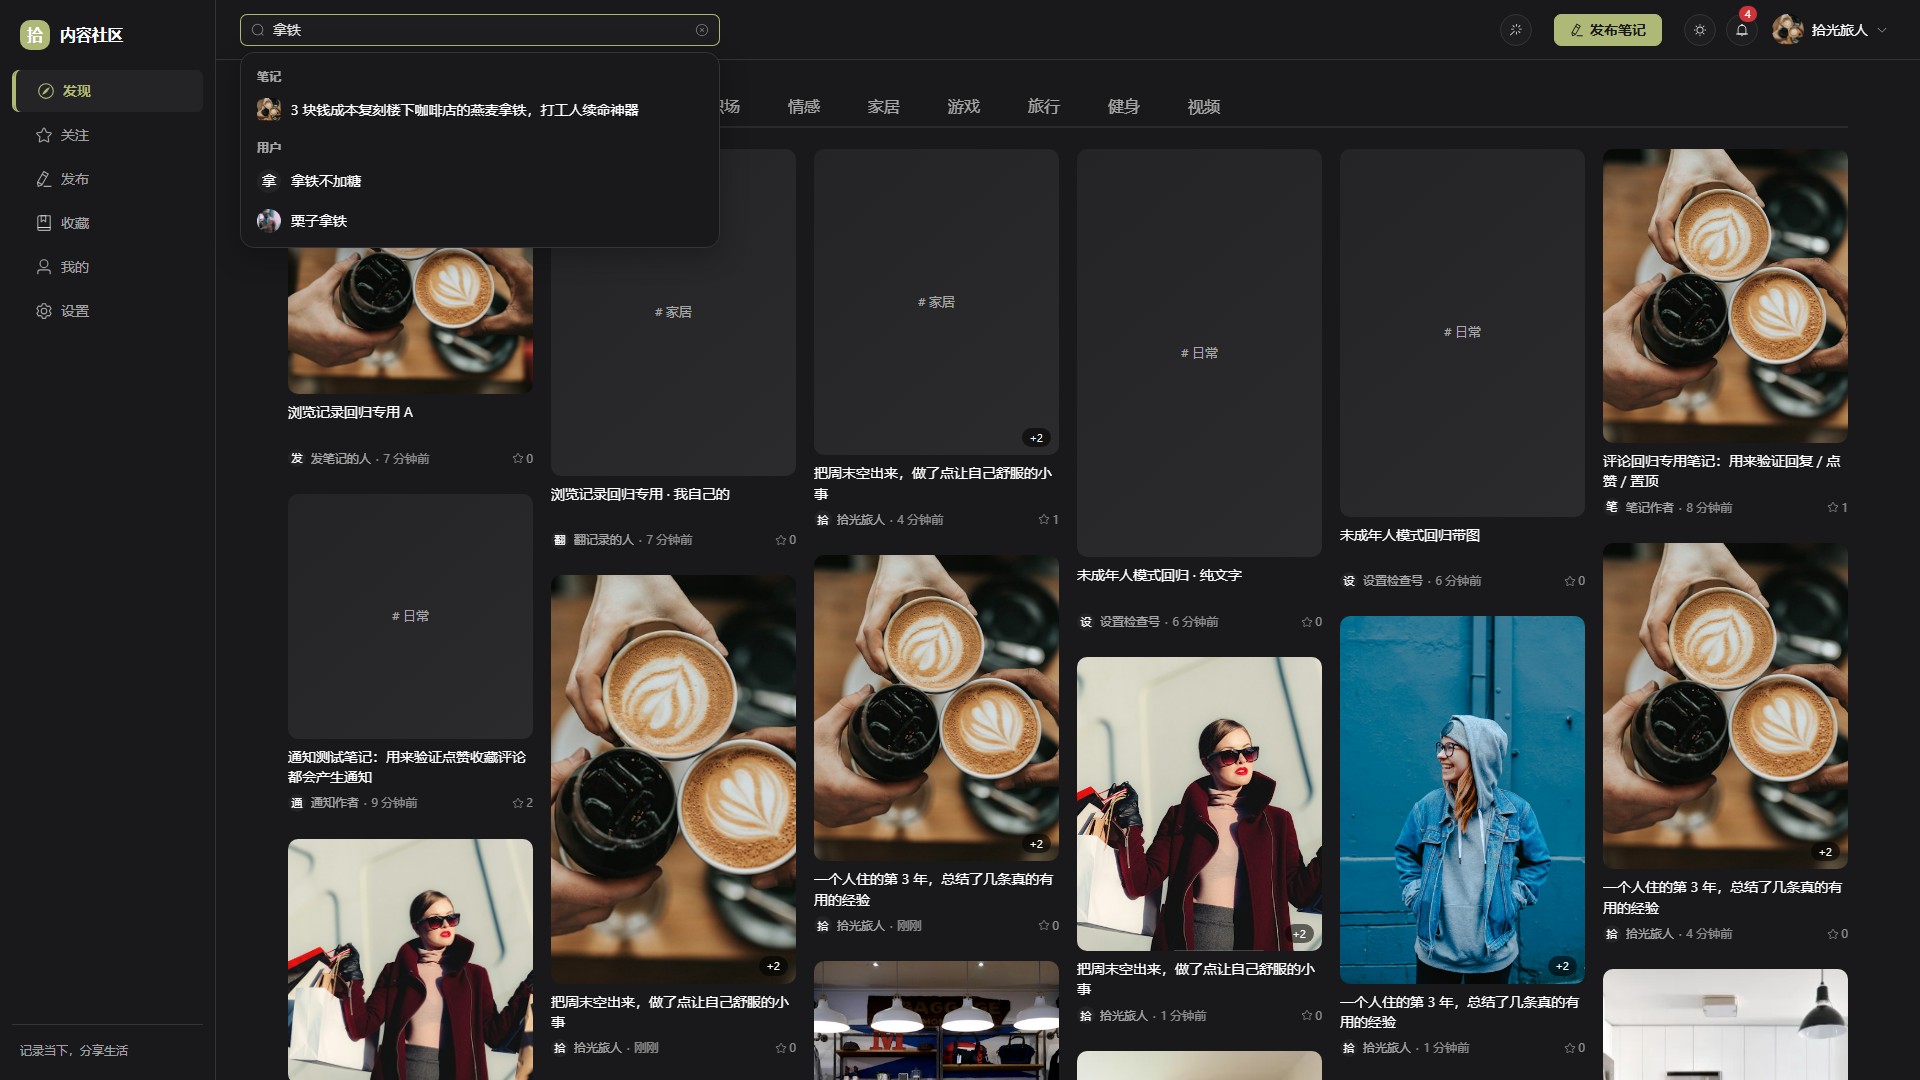 拾 内容社区
发现
关注
发布
收藏
我的
设置
记录当下，分享生活
拿铁
发布笔记
4
拾光旅人
笔记
3 块钱成本复刻楼下咖啡店的燕麦拿铁，打工人续命神器
用户
拿 拿铁不加糖
栗子拿铁
场 情感 家居 游戏 旅行 健身 视频
浏览记录回归专用 A
发 发笔记的人 · 7 分钟前 0
# 日常
通知测试笔记：用来验证点赞收藏评论
都会产生通知
通 通知作者 · 9 分钟前 2
# 家居
浏览记录回归专用 · 我自己的
翻 翻记录的人 · 7 分钟前 0
+2
把周末空出来，做了点让自己舒服的小
事
拾 拾光旅人 · 刚刚 0
# 家居
+2
把周末空出来，做了点让自己舒服的小
事
拾 拾光旅人 · 4 分钟前 1
+2
一个人住的第 3 年，总结了几条真的有
用的经验
拾 拾光旅人 · 刚刚 0
# 日常
未成年人模式回归 · 纯文字
设 设置检查号 · 6 分钟前 0
+2
把周末空出来，做了点让自己舒服的小
事
拾 拾光旅人 · 1 分钟前 0
# 日常
未成年人模式回归带图
设 设置检查号 · 6 分钟前 0
+2
一个人住的第 3 年，总结了几条真的有
用的经验
拾 拾光旅人 · 1 分钟前 0
评论回归专用笔记：用来验证回复 / 点
赞 / 置顶
笔 笔记作者 · 8 分钟前 1
+2
一个人住的第 3 年，总结了几条真的有
用的经验
拾 拾光旅人 · 4 分钟前 0